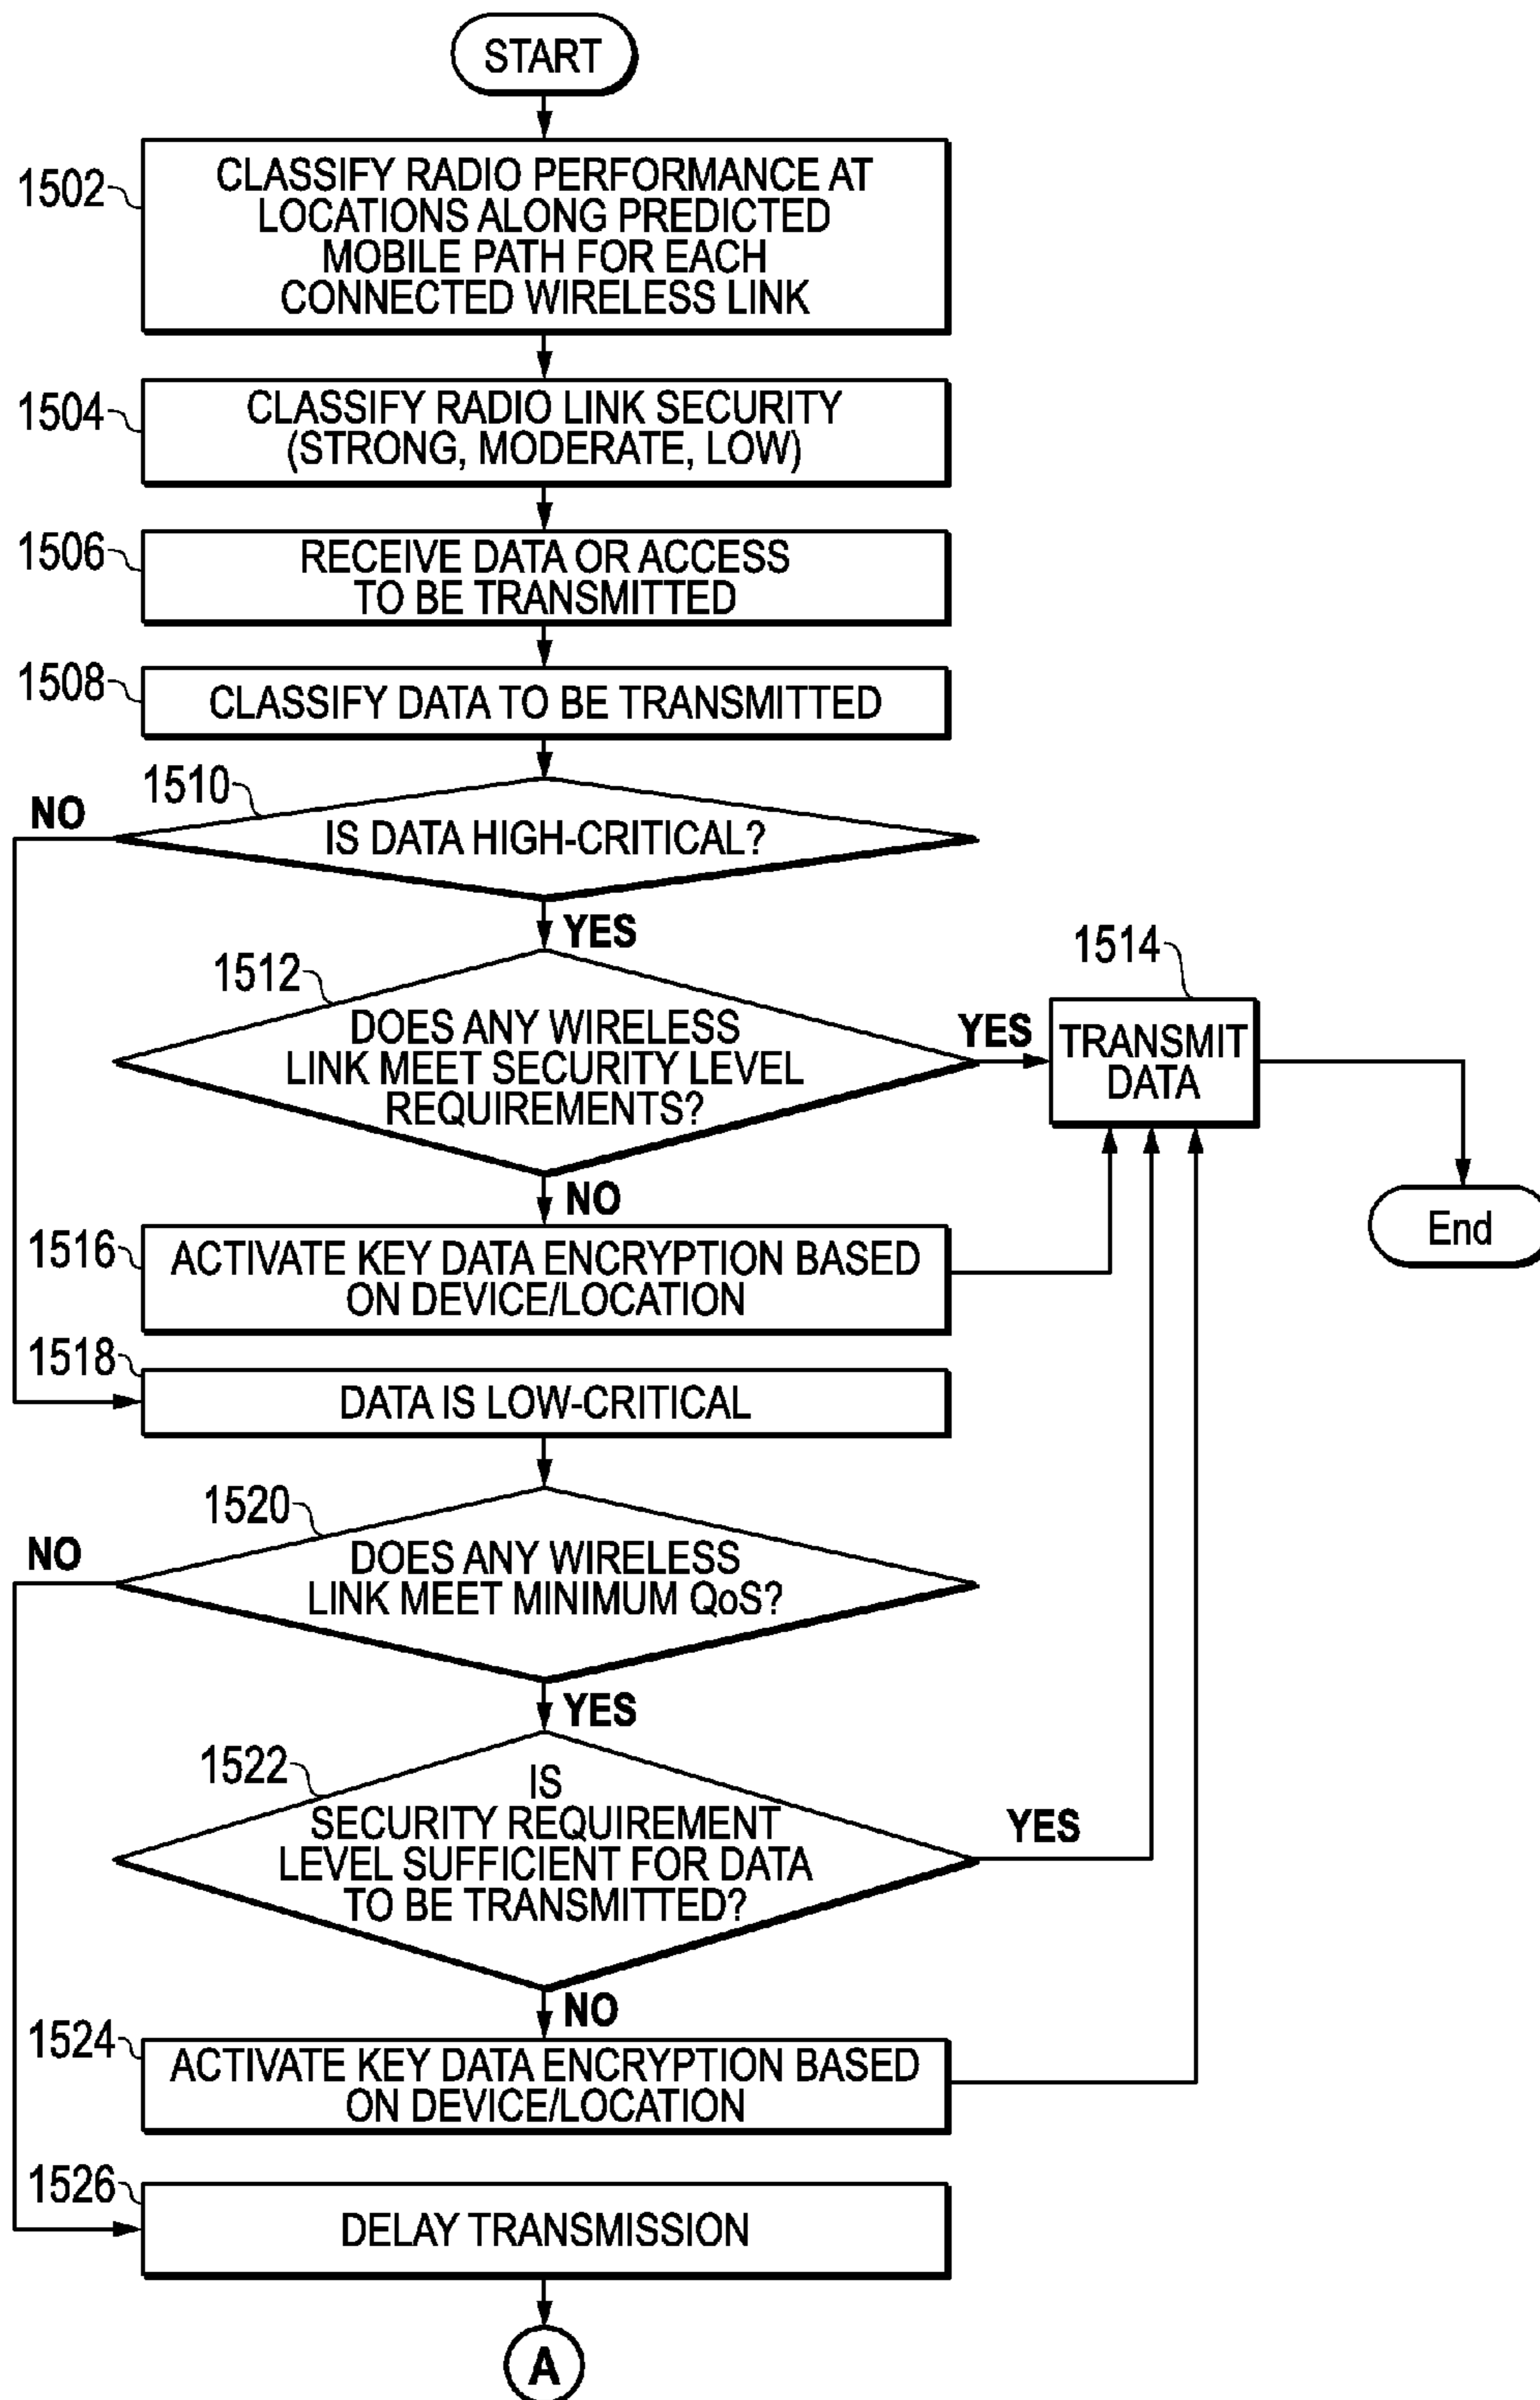 START
1502
CLASSIFY RADIO PERFORMANCE AT
LOCATIONS ALONG PREDICTED
MOBILE PATH FOR EACH
CONNECTED WIRELESS LINK
1504
CLASSIFY RADIO LINK SECURITY
(STRONG, MODERATE, LOW)
1506
RECEIVE DATA OR ACCESS
TO BE TRANSMITTED
1508
CLASSIFY DATA TO BE TRANSMITTED
1510
NO
IS DATA HIGH-CRITICAL?
YES
1512
DOES ANY WIRELESS
LINK MEET SECURITY LEVEL
REQUIREMENTS?
YES
1514
TRANSMIT
DATA
End
NO
1516
ACTIVATE KEY DATA ENCRYPTION BASED
ON DEVICE/LOCATION
1518
DATA IS LOW-CRITICAL
1520
NO
DOES ANY WIRELESS
LINK MEET MINIMUM QoS?
YES
1522
IS
SECURITY REQUIREMENT
LEVEL SUFFICIENT FOR DATA
TO BE TRANSMITTED?
YES
NO
1524
ACTIVATE KEY DATA ENCRYPTION BASED
ON DEVICE/LOCATION
1526
DELAY TRANSMISSION
A